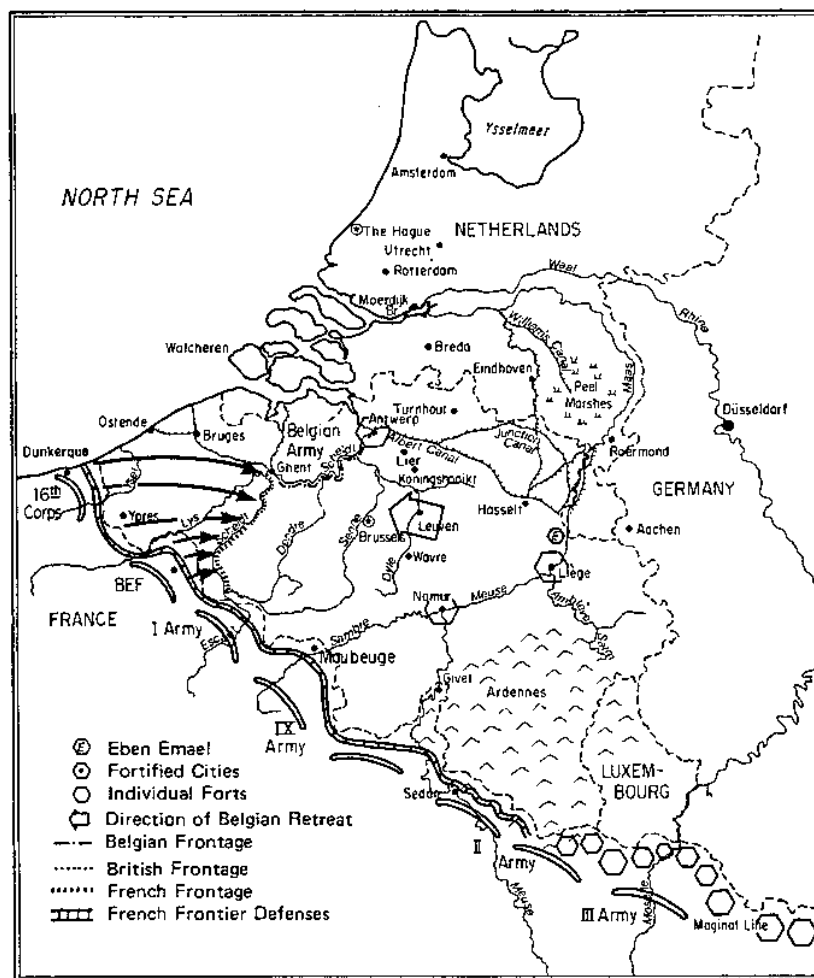 Ysselmeer
Amsterdam
NORTH SEA
The Hague
NETHERLANDS
Utrecht
Rotterdam
Waal
Moerdijk
Br.
Rhine
Walcheren
Breda
William's Canal
Maas
Eindhoven
Peel
Marshes
Düsseldorf
Ostende
Bruges
Turnhout
Belgian
Army
Antwerp
Albert Canal
Junction
Canal
Roermond
Dunkerque
Ghent
Lier
Koningshooikt
16th
Corps
Ypres
Lys
Hasselt
GERMANY
Leuven
Dendre
Senne
Brussels
Aachen
E
Wavre
Dyle
Liège
BEF
Namur
Meuse
FRANCE
I Army
Sambre
Maubeuge
Givet
Ardennes
IX
Army
LUXEM-
BOURG
Sedan
II
Army
III Army
Meuse
Moselle
Maginot Line
E Eben Emael
Fortified Cities
Individual Forts
Direction of Belgian Retreat
Belgian Frontage
British Frontage
French Frontage
French Frontier Defenses